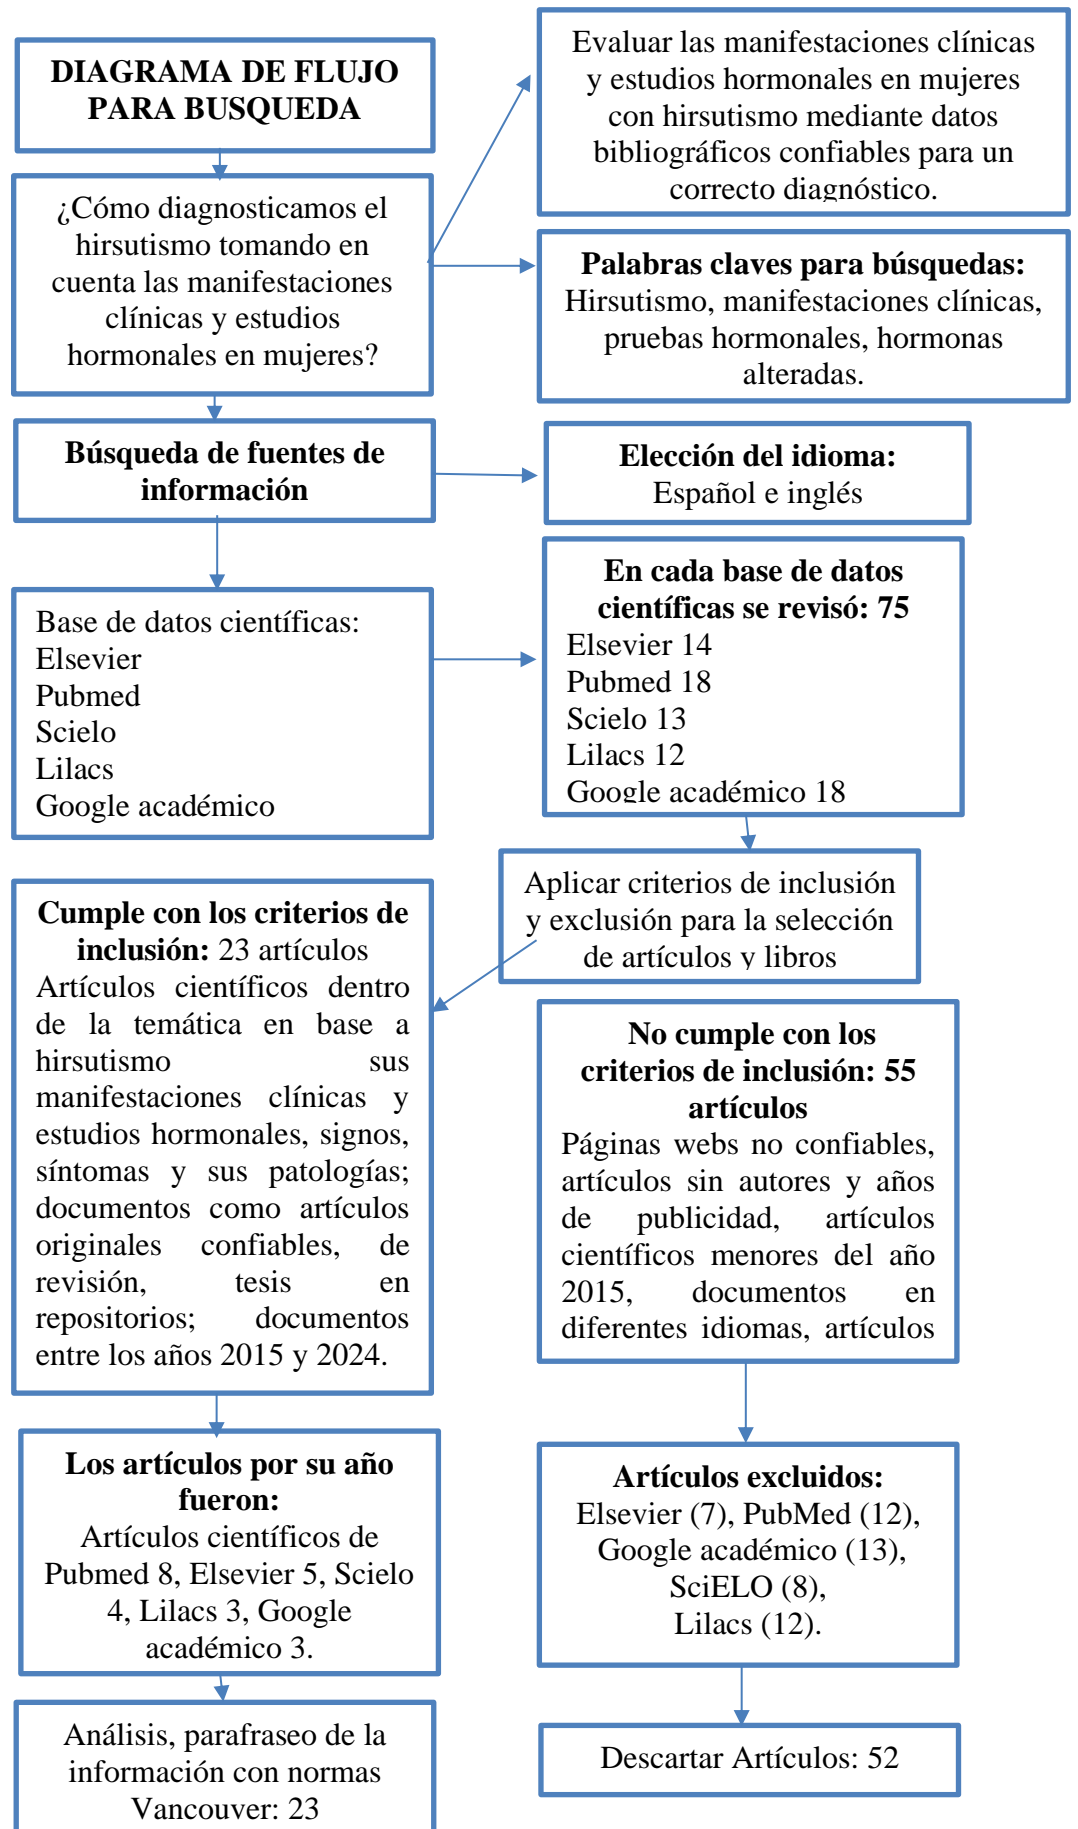 DIAGRAMA DE FLUJO
PARA BUSQUEDA
Evaluar las manifestaciones clínicas
y estudios hormonales en mujeres
con hirsutismo mediante datos
bibliográficos confiables para un
correcto diagnóstico.
¿Cómo diagnosticamos el
hirsutismo tomando en
cuenta las manifestaciones
clínicas y estudios
hormonales en mujeres?
Palabras claves para búsquedas:
Hirsutismo, manifestaciones clínicas,
pruebas hormonales, hormonas
alteradas.
Búsqueda de fuentes de
información
Elección del idioma:
Español e inglés
Base de datos científicas:
Elsevier
Pubmed
Scielo
Lilacs
Google académico
En cada base de datos
científicas se revisó: 75
Elsevier 14
Pubmed 18
Scielo 13
Lilacs 12
Google académico 18
Aplicar criterios de inclusión
y exclusión para la selección
de artículos y libros
Cumple con los criterios de
inclusión: 23 artículos
Artículos científicos dentro
de la temática en base a
hirsutismo sus
manifestaciones clínicas y
estudios hormonales, signos,
síntomas y sus patologías;
documentos como artículos
originales confiables, de
revisión, tesis en
repositorios; documentos
entre los años 2015 y 2024.
No cumple con los
criterios de inclusión: 55
artículos
Páginas webs no confiables,
artículos sin autores y años
de publicidad, artículos
científicos menores del año
2015, documentos en
diferentes idiomas, artículos
Los artículos por su año
fueron:
Artículos científicos de
Pubmed 8, Elsevier 5, Scielo
4, Lilacs 3, Google
académico 3.
Artículos excluidos:
Elsevier (7), PubMed (12),
Google académico (13),
SciELO (8),
Lilacs (12).
Análisis, parafraseo de la
información con normas
Vancouver: 23
Descartar Artículos: 52